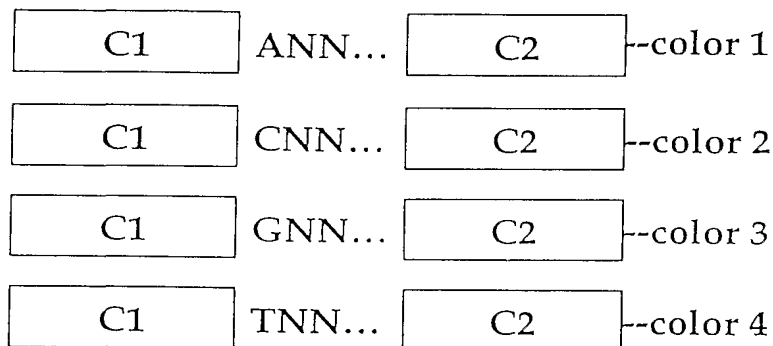 C1 ANN... C2 --color 1
C1 CNN... C2 --color 2
C1 GNN... C2 --color 3
C1 TNN... C2 --color 4